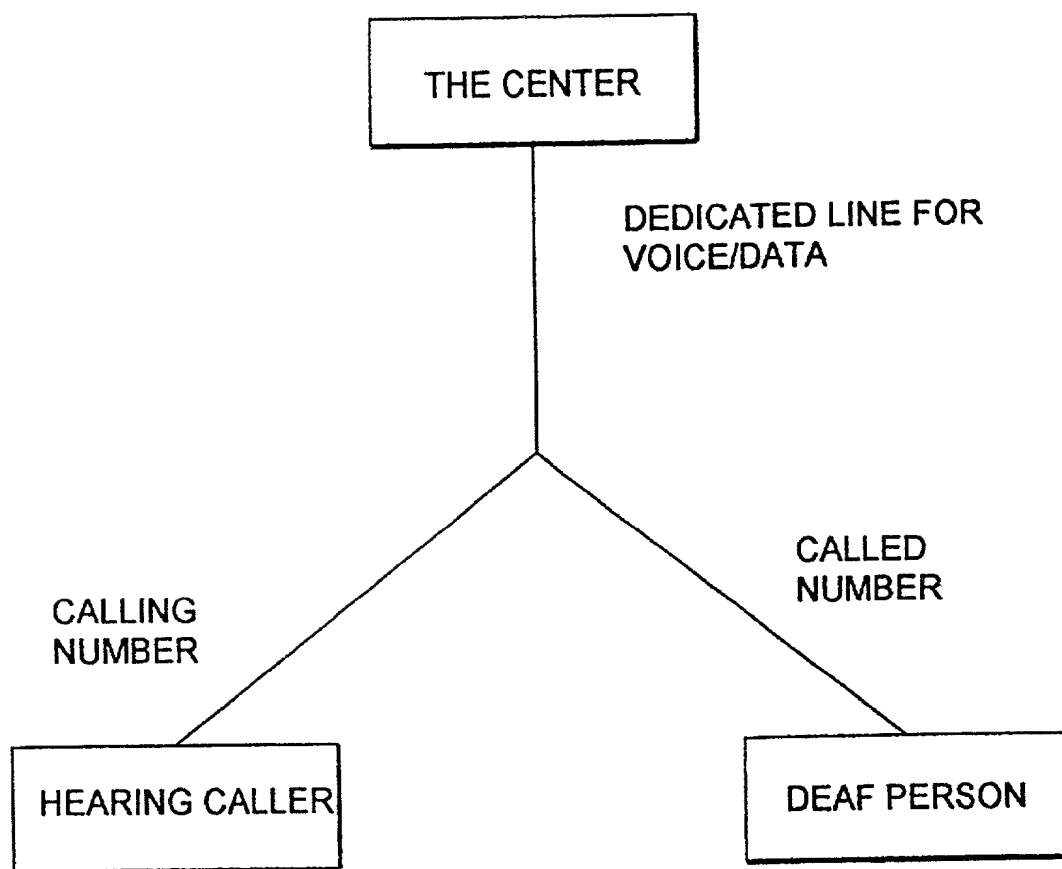 THE CENTER
DEDICATED LINE FOR
VOICE/DATA
CALLED
NUMBER
CALLING
NUMBER
HEARING CALLER
DEAF PERSON